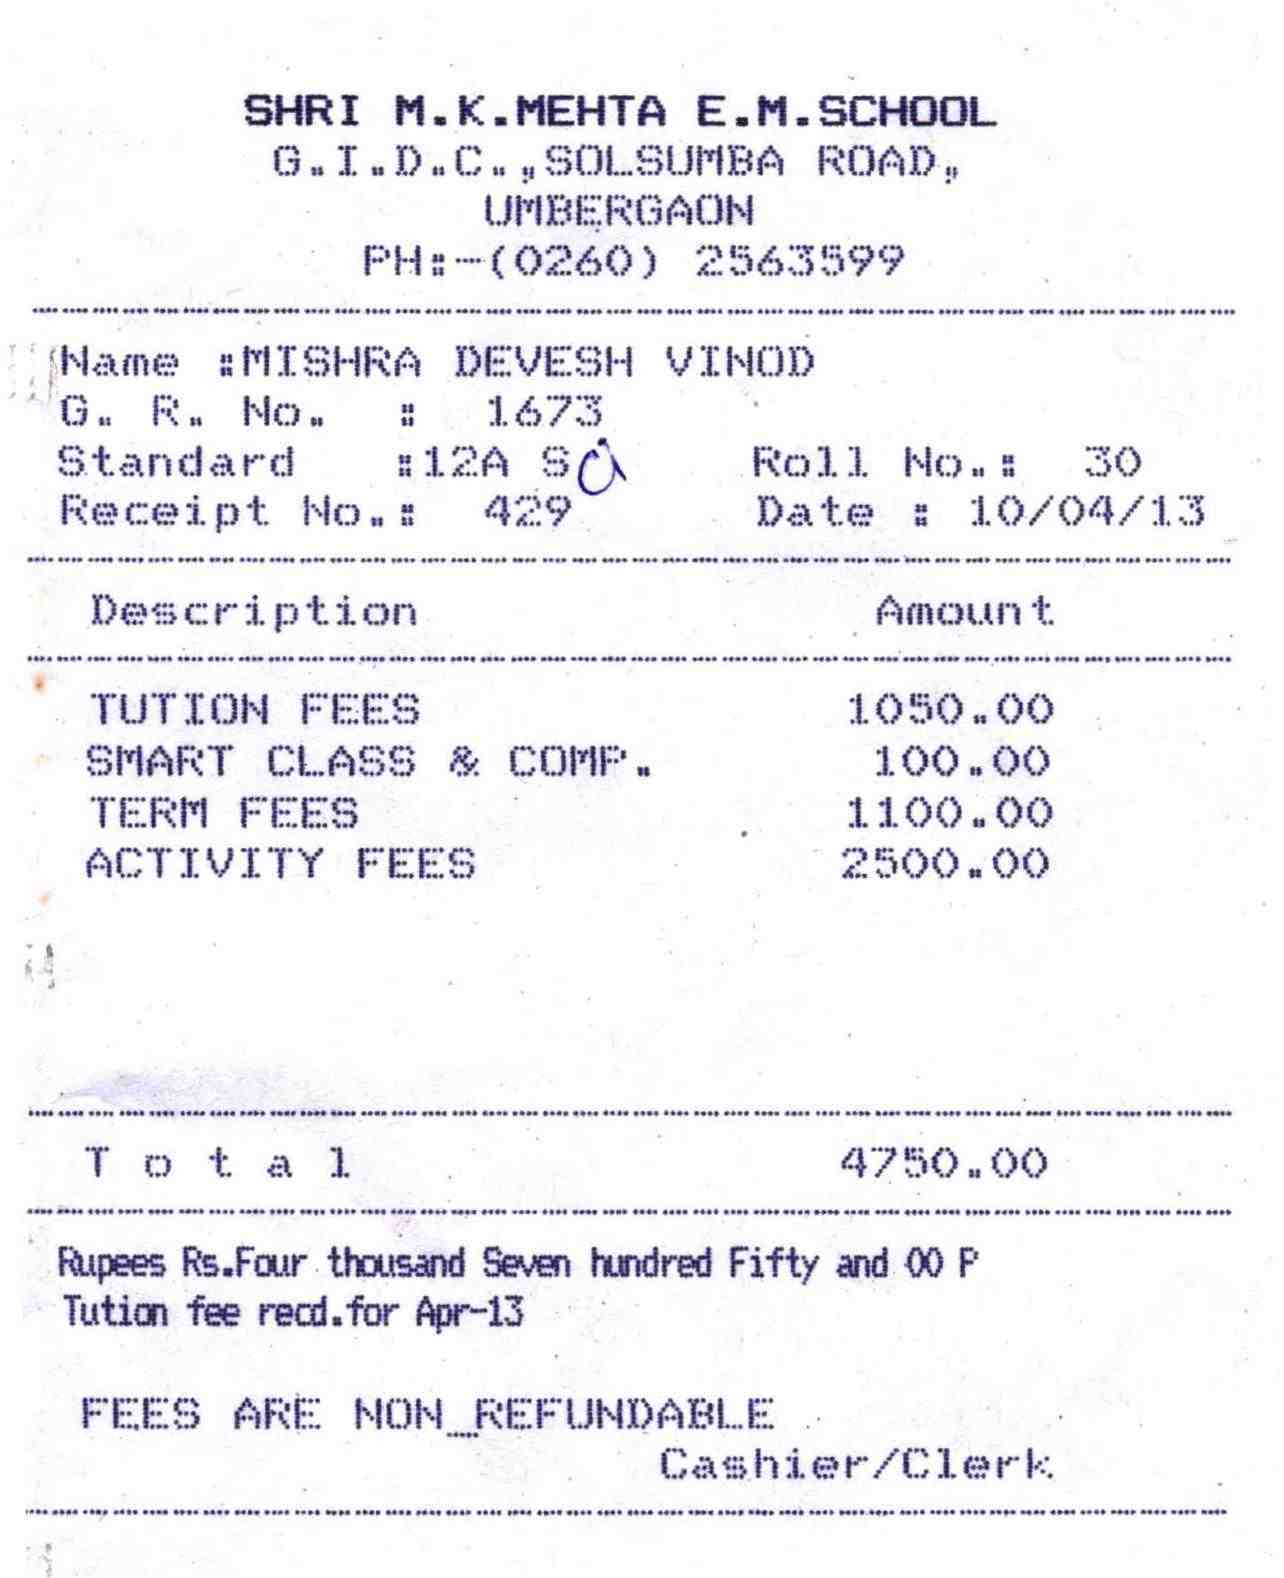 SHRI M.K.MEHTA E.M.SCHOOL
G.I.D.C.,SOLSUMBA ROAD,
UMBERGAON
PH:-(0260) 2563599
Name :MISHRA DEVESH VINOD
G. R. No. : 1673
Standard :12A S Roll No.: 30
Receipt No.: 429 Date : 10/04/13
Description Amount
TUTION FEES 1050.00
SMART CLASS & COMP. 100.00
TERM FEES 1100.00
ACTIVITY FEES 2500.00
T o t a l 4750.00
Rupees Rs.Four thousand Seven hundred Fifty and 00 P
Tution fee recd.for Apr-13
FEES ARE NON_REFUNDABLE
Cashier/Clerk